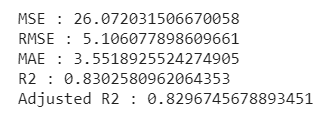 MSE : 26.072031506670058
RMSE : 5.106077898609661
MAE : 3.5518925524274905
R2 : 0.8302580962064353
Adjusted R2 : 0.8296745678893451